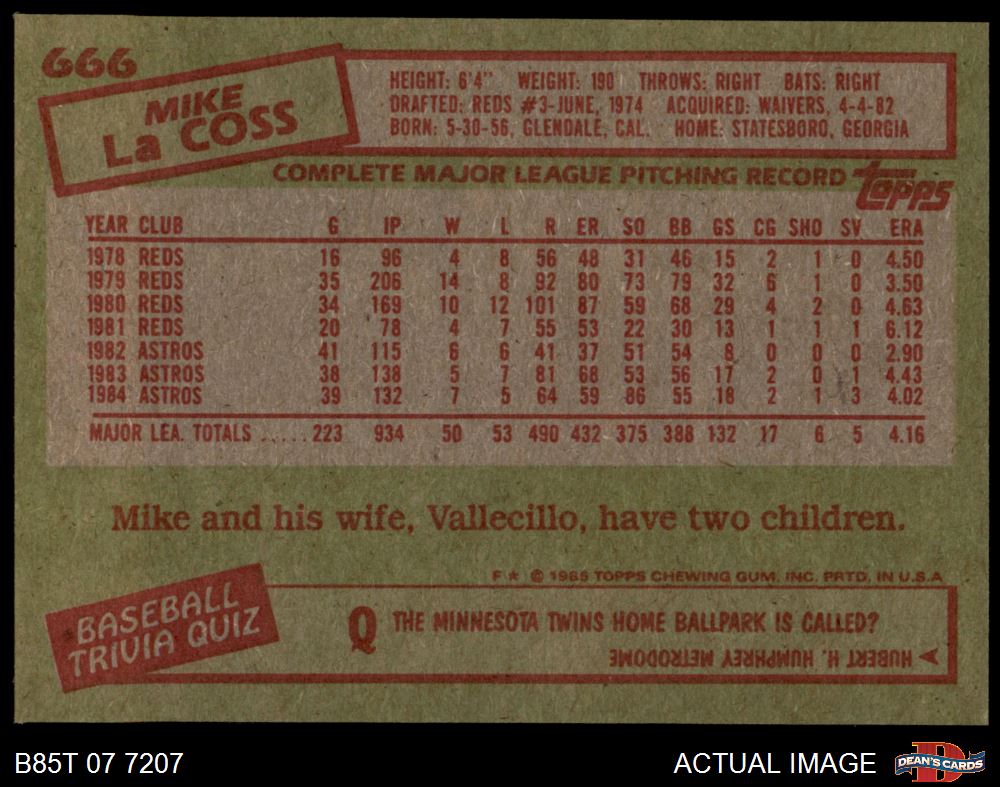 666
MIKE
La COSS
HEIGHT: 6'4" WEIGHT: 190 THROWS: RIGHT BATS: RIGHT
DRAFTED: REDS #3-JUNE, 1974 ACQUIRED: WAIVERS, 4-4-82
BORN: 5-30-56, GLENDALE, CAL. HOME: STATESBORO, GEORGIA
COMPLETE MAJOR LEAGUE PITCHING RECORD topps
YEAR CLUB G IP W L R ER SO BB GS CG SHO SV ERA
1978 REDS 16 96 4 8 56 48 31 46 15 2 1 0 4.50
1979 REDS 35 206 14 8 92 80 73 79 32 6 1 0 3.50
1980 REDS 34 169 10 12 101 87 59 68 29 4 2 0 4.63
1981 REDS 20 78 4 7 55 53 22 30 13 1 1 1 6.12
1982 ASTROS 41 115 6 6 41 37 51 54 8 0 0 0 2.90
1983 ASTROS 38 138 5 7 81 68 53 56 17 2 0 1 4.43
1984 ASTROS 39 132 7 5 64 59 86 55 18 2 1 3 4.02
MAJOR LEA. TOTALS ..... 223 934 50 53 490 432 375 388 132 17 6 5 4.16
Mike and his wife, Vallecillo, have two children.
F★ © 1985 TOPPS CHEWING GUM, INC. PRTD. IN U.S.A.
BASEBALL
TRIVIA QUIZ
Q THE MINNESOTA TWINS HOME BALLPARK IS CALLED?
A HUBERT H. HUMPHREY METRODOME
B85T 07 7207
ACTUAL IMAGE
D
DEAN'S CARDS